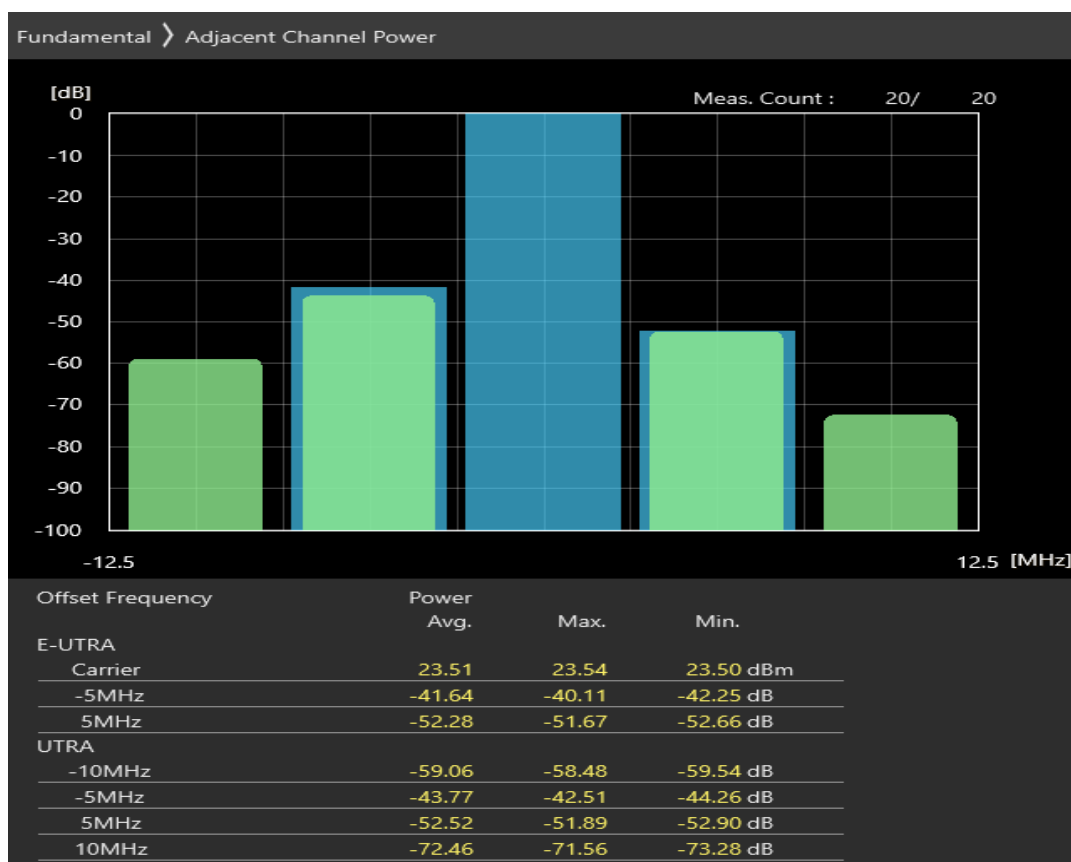 Fundamental 〉 Adjacent Channel Power
[dB]
Meas. Count : 20/ 20
0
-10
-20
-30
-40
-50
-60
-70
-80
-90
-100
-12.5 12.5 [MHz]
Offset Frequency Power
Avg. Max. Min.
E-UTRA
Carrier 23.51 23.54 23.50 dBm
-5MHz -41.64 -40.11 -42.25 dB
5MHz -52.28 -51.67 -52.66 dB
UTRA
-10MHz -59.06 -58.48 -59.54 dB
-5MHz -43.77 -42.51 -44.26 dB
5MHz -52.52 -51.89 -52.90 dB
10MHz -72.46 -71.56 -73.28 dB